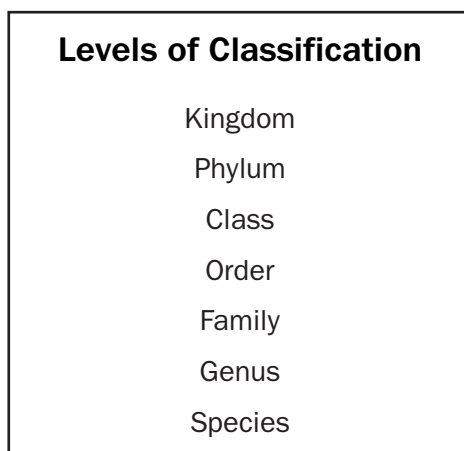 Levels of Classification
Kingdom
Phylum
Class
Order
Family
Genus
Species